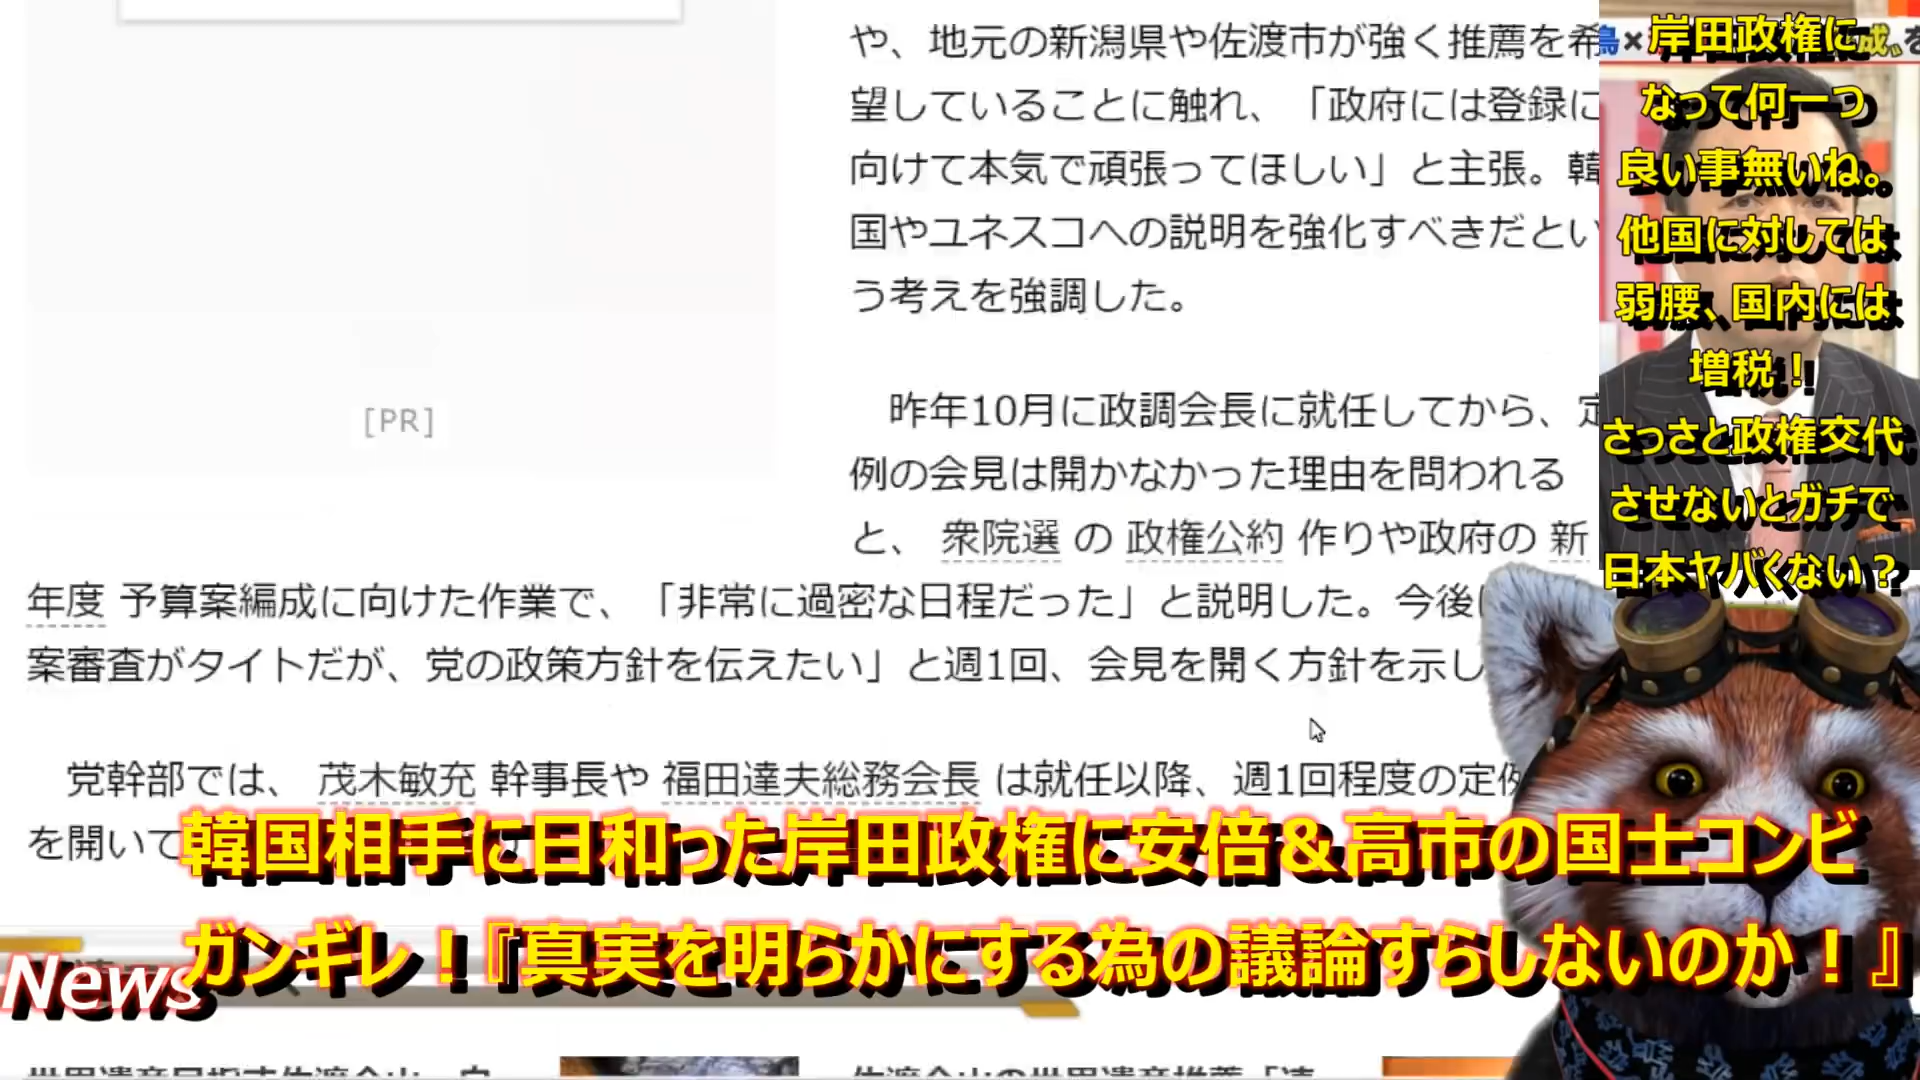 や、地元の新潟県や佐渡市が強く推薦を希
望していることに触れ、「政府には登録に
向けて本気で頑張ってほしい」と主張。韓
国やユネスコへの説明を強化すべきだとい
う考えを強調した。
[PR]
昨年10月に政調会長に就任してから、定
例の会見は開かなかった理由を問われる
と、 衆院選 の 政権公約 作りや政府の 新
年度 予算案編成に向けた作業で、「非常に過密な日程だった」と説明した。今後
案審査がタイトだが、党の政策方針を伝えたい」と週1回、会見を開く方針を示し
党幹部では、 茂木敏充 幹事長や 福田達夫総務会長 は就任以降、週1回程度の定例
を開いて
岸田政権に
なって何一つ
良い事無いね。
他国に対しては
弱腰、国内には
増税！
さっさと政権交代
させないとガチで
日本ヤバくない？
韓国相手に日和った岸田政権に安倍＆高市の国士コンビ
ガンギレ！『真実を明らかにする為の議論すらしないのか！』
News